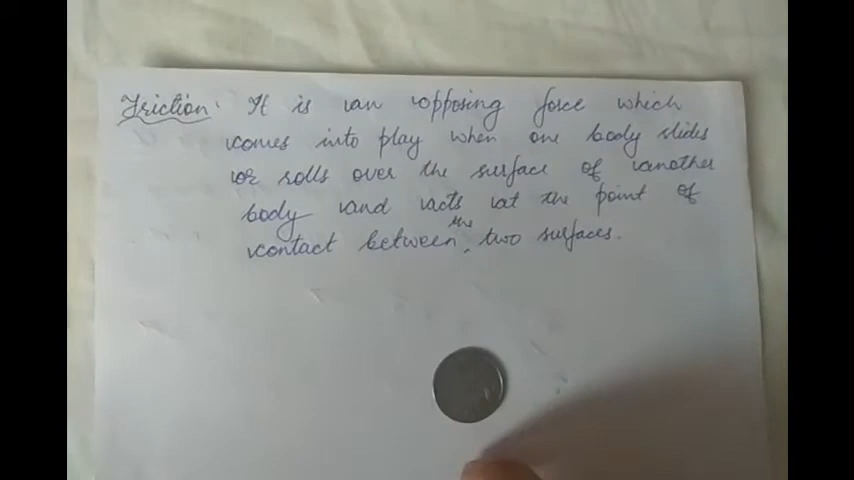 Friction: It is an opposing force which
comes into play when one body slides
or rolls over the surface of another
body and acts at the point of
contact between the two surfaces.